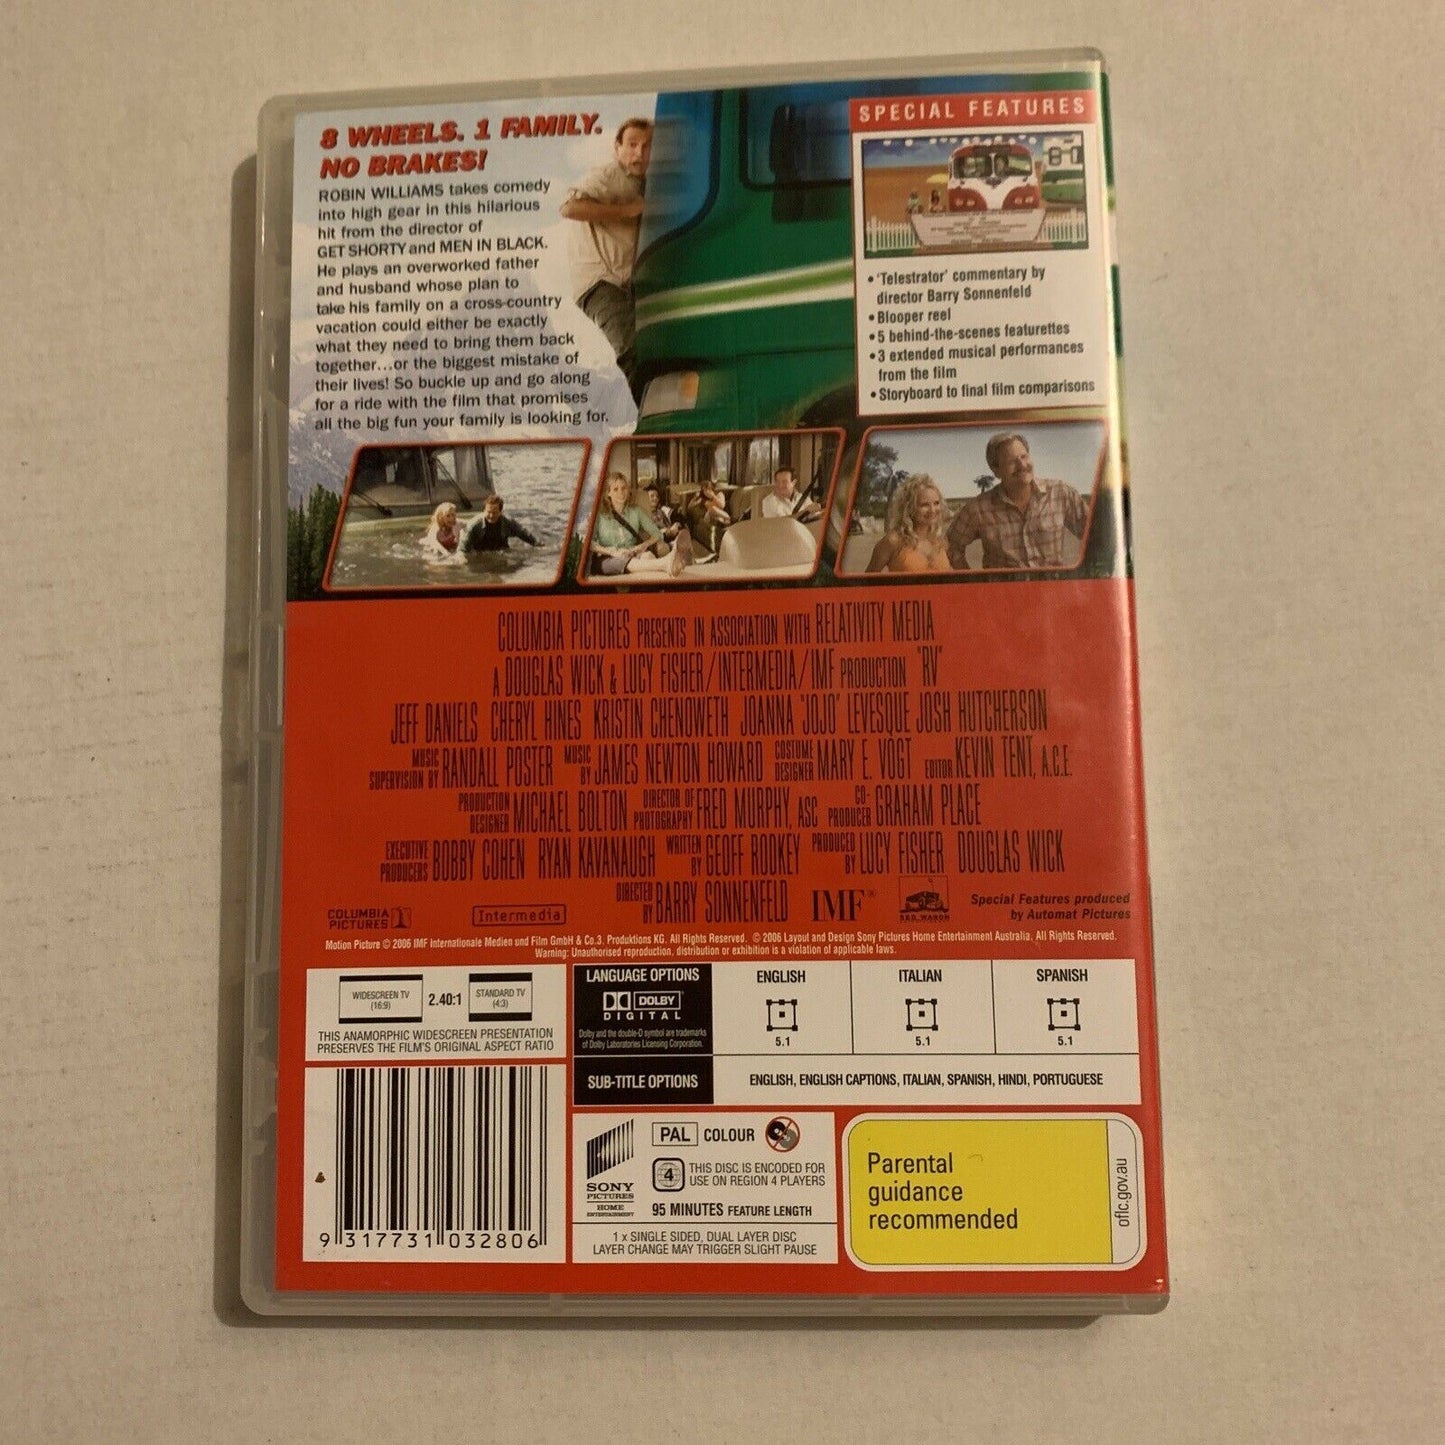 8 WHEELS. 1 FAMILY.
NO BRAKES!
ROBIN WILLIAMS takes comedy
into high gear in this hilarious
hit from the director of
GET SHORTY and MEN IN BLACK.
He plays an overworked father
and husband whose plan to
take his family on a cross-country
vacation could either be exactly
what they need to bring them back
together...or the biggest mistake of
their lives! So buckle up and go along
for a ride with the film that promises
all the big fun your family is looking for.
SPECIAL FEATURES
• 'Telestrator' commentary by
director Barry Sonnenfeld
• Blooper reel
• 5 behind-the-scenes featurettes
• 3 extended musical performances
from the film
• Storyboard to final film comparisons
COLUMBIA PICTURES PRESENTS IN ASSOCIATION WITH RELATIVITY MEDIA
A DOUGLAS WICK & LUCY FISHER/INTERMEDIA/IMF PRODUCTION "RV"
JEFF DANIELS CHERYL HINES KRISTIN CHENOWETH JOANNA "JOJO" LEVESQUE JOSH HUTCHERSON
MUSIC SUPERVISION BY RANDALL POSTER MUSIC BY JAMES NEWTON HOWARD COSTUME DESIGNER MARY E. VOGT EDITOR KEVIN TENT, A.C.E.
PRODUCTION DESIGNER MICHAEL BOLTON DIRECTOR OF PHOTOGRAPHY FRED MURPHY, ASC CO-PRODUCER GRAHAM PLACE
EXECUTIVE PRODUCERS BOBBY COHEN RYAN KAVANAUGH WRITTEN BY GEOFF RODKEY PRODUCED BY LUCY FISHER DOUGLAS WICK
DIRECTED BY BARRY SONNENFELD
COLUMBIA
PICTURES
Intermedia
IMF®
RED WAGON
Special Features produced
by Automat Pictures
Motion Picture © 2006 IMF Internationale Medien und Film GmbH & Co.3. Produktions KG. All Rights Reserved. © 2006 Layout and Design Sony Pictures Home Entertainment Australia. All Rights Reserved.
Warning: Unauthorised reproduction, distribution or exhibition is a violation of applicable laws.
WIDESCREEN TV
(16:9)
2.40:1
STANDARD TV
(4:3)
THIS ANAMORPHIC WIDESCREEN PRESENTATION
PRESERVES THE FILM'S ORIGINAL ASPECT RATIO
LANGUAGE OPTIONS
DOLBY
DIGITAL
Dolby and the double-D symbol are trademarks
of Dolby Laboratories Licensing Corporation.
ENGLISH
5.1
ITALIAN
5.1
SPANISH
5.1
SUB-TITLE OPTIONS
ENGLISH, ENGLISH CAPTIONS, ITALIAN, SPANISH, HINDI, PORTUGUESE
9 317731 032806
SONY
PICTURES
HOME
ENTERTAINMENT
PAL COLOUR
4
THIS DISC IS ENCODED FOR
USE ON REGION 4 PLAYERS
95 MINUTES FEATURE LENGTH
1 x SINGLE SIDED, DUAL LAYER DISC
LAYER CHANGE MAY TRIGGER SLIGHT PAUSE
Parental
guidance
recommended
oflc.gov.au